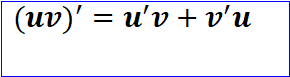 (uv)′ = u′v + v′u